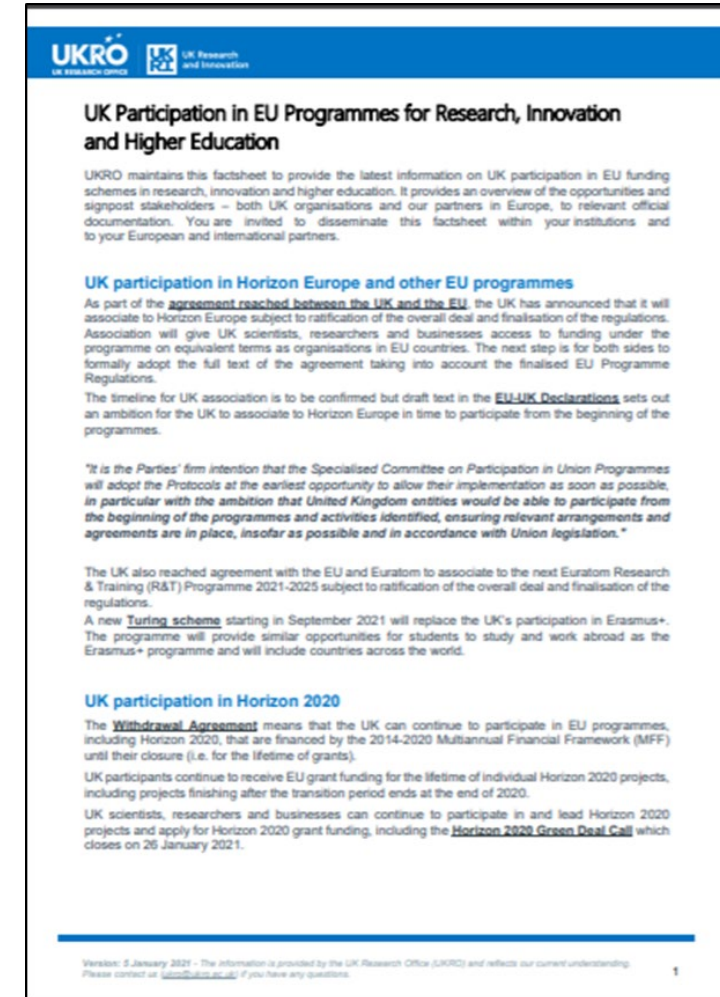 UKRO
UK RESEARCH OFFICE
UK
RI
UK Research
and Innovation
UK Participation in EU Programmes for Research, Innovation
and Higher Education
UKRO maintains this factsheet to provide the latest information on UK participation in EU funding
schemes in research, innovation and higher education. It provides an overview of the opportunities and
signpost stakeholders – both UK organisations and our partners in Europe, to relevant official
documentation. You are invited to disseminate this factsheet within your institutions and
to your European and international partners.
UK participation in Horizon Europe and other EU programmes
As part of the agreement reached between the UK and the EU, the UK has announced that it will
associate to Horizon Europe subject to ratification of the overall deal and finalisation of the regulations.
Association will give UK scientists, researchers and businesses access to funding under the
programme on equivalent terms as organisations in EU countries. The next step is for both sides to
formally adopt the full text of the agreement taking into account the finalised EU Programme
Regulations.
The timeline for UK association is to be confirmed but draft text in the EU-UK Declarations sets out
an ambition for the UK to associate to Horizon Europe in time to participate from the beginning of the
programmes.
"It is the Parties' firm intention that the Specialised Committee on Participation in Union Programmes
will adopt the Protocols at the earliest opportunity to allow their implementation as soon as possible,
in particular with the ambition that United Kingdom entities would be able to participate from
the beginning of the programmes and activities identified, ensuring relevant arrangements and
agreements are in place, insofar as possible and in accordance with Union legislation."
The UK also reached agreement with the EU and Euratom to associate to the next Euratom Research
& Training (R&T) Programme 2021-2025 subject to ratification of the overall deal and finalisation of the
regulations.
A new Turing scheme starting in September 2021 will replace the UK's participation in Erasmus+.
The programme will provide similar opportunities for students to study and work abroad as the
Erasmus+ programme and will include countries across the world.
UK participation in Horizon 2020
The Withdrawal Agreement means that the UK can continue to participate in EU programmes,
including Horizon 2020, that are financed by the 2014-2020 Multiannual Financial Framework (MFF)
until their closure (i.e. for the lifetime of grants).
UK participants continue to receive EU grant funding for the lifetime of individual Horizon 2020 projects,
including projects finishing after the transition period ends at the end of 2020.
UK scientists, researchers and businesses can continue to participate in and lead Horizon 2020
projects and apply for Horizon 2020 grant funding, including the Horizon 2020 Green Deal Call which
closes on 26 January 2021.
Version: 5 January 2021 - The information is provided by the UK Research Office (UKRO) and reflects our current understanding.
Please contact us (ukro@ukro.ac.uk) if you have any questions.
1